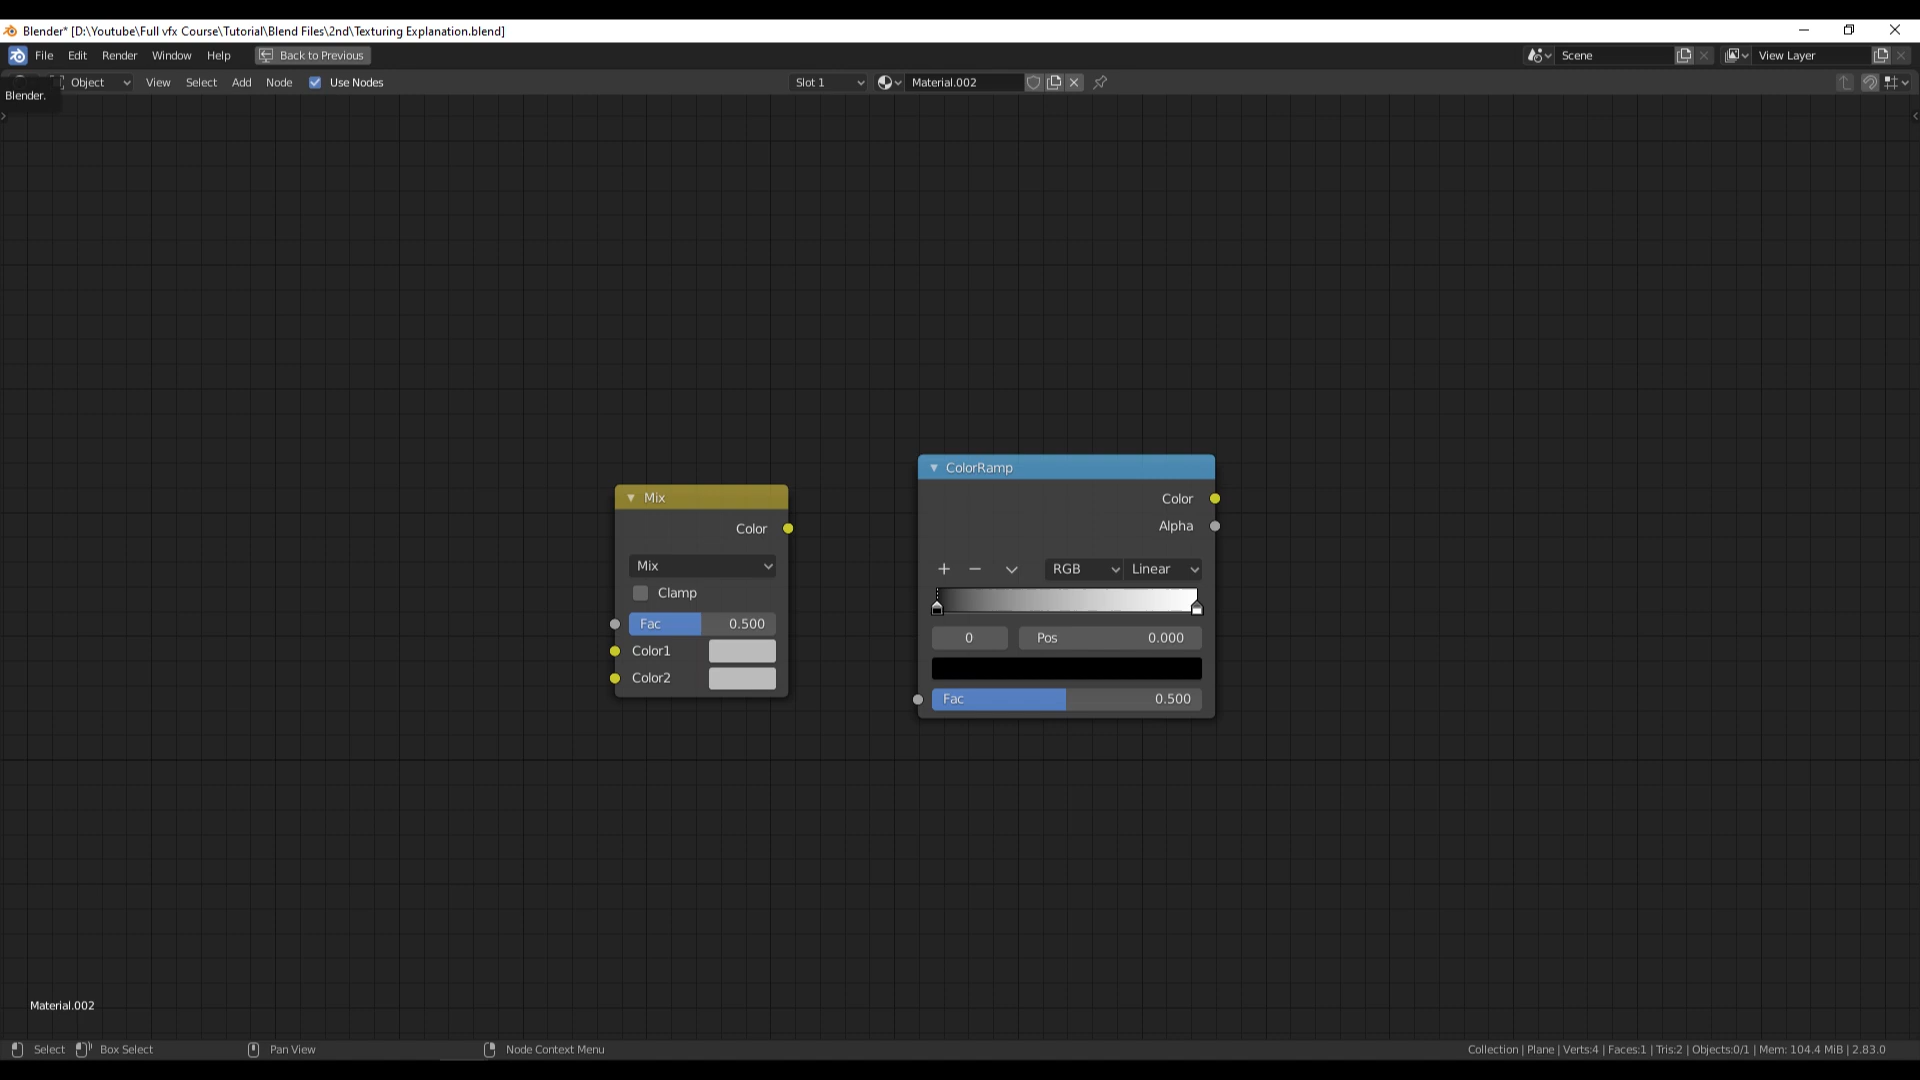 Blender* [D:\Youtube\Full vfx Course\Tutorial\Blend Files\2nd\Texturing Explanation.blend]
File Edit Render Window Help Back to Previous Scene View Layer
Object View Select Add Node Use Nodes Slot 1 Material.002
Blender.
ColorRamp
Color
Alpha
RGB Linear
0 Pos 0.000
Fac 0.500
Mix
Color
Mix
Clamp
Fac 0.500
Color1
Color2
Material.002
Select Box Select Pan View Node Context Menu Collection | Plane | Verts:4 | Faces:1 | Tris:2 | Objects:0/1 | Mem: 104.4 MiB | 2.83.0